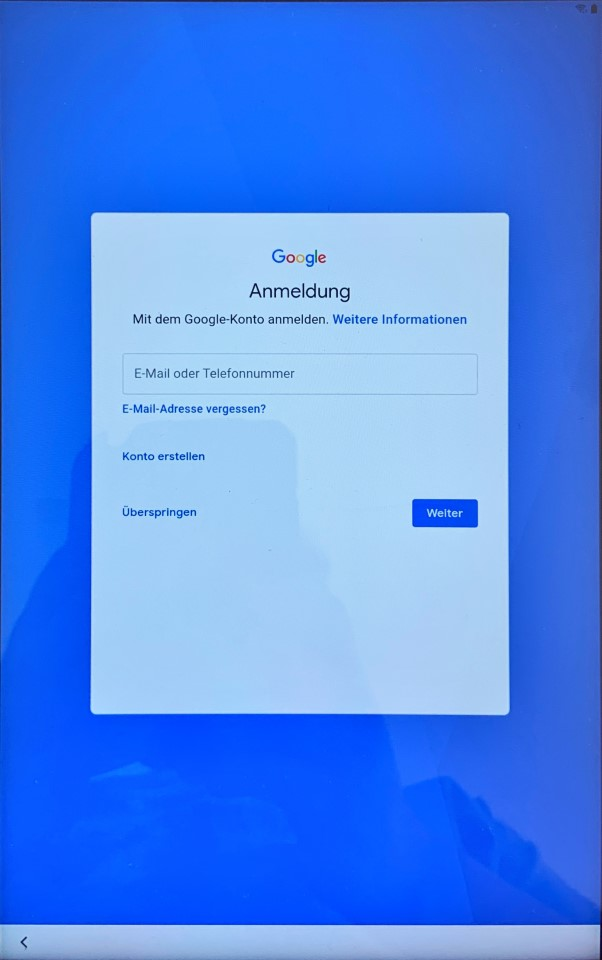 Google
Anmeldung
Mit dem Google-Konto anmelden. Weitere Informationen
E-Mail oder Telefonnummer
E-Mail-Adresse vergessen?
Konto erstellen
Überspringen
Weiter